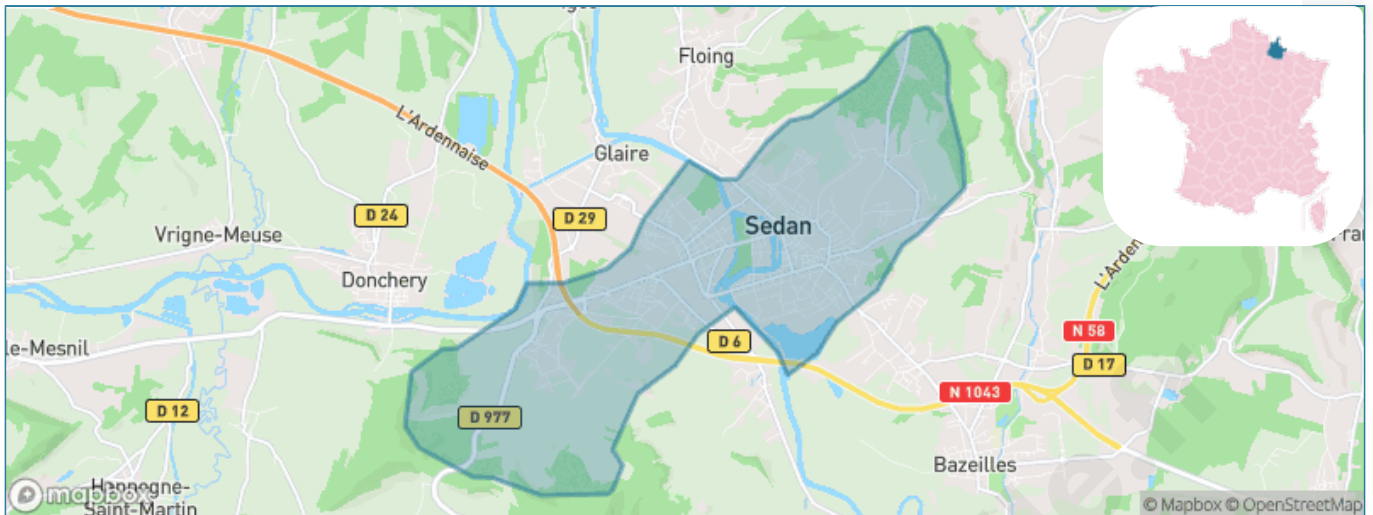 Floing
L'Ardennaise
Glaire
D 24
D 29
Sedan
Vrigne-Meuse
Donchery
D 6
N 58
le-Mesnil
D 17
N 1043
D 12
D 977
Bazeilles
Hannogne-
Saint-Martin
mapbox
© Mapbox © OpenStreetMap